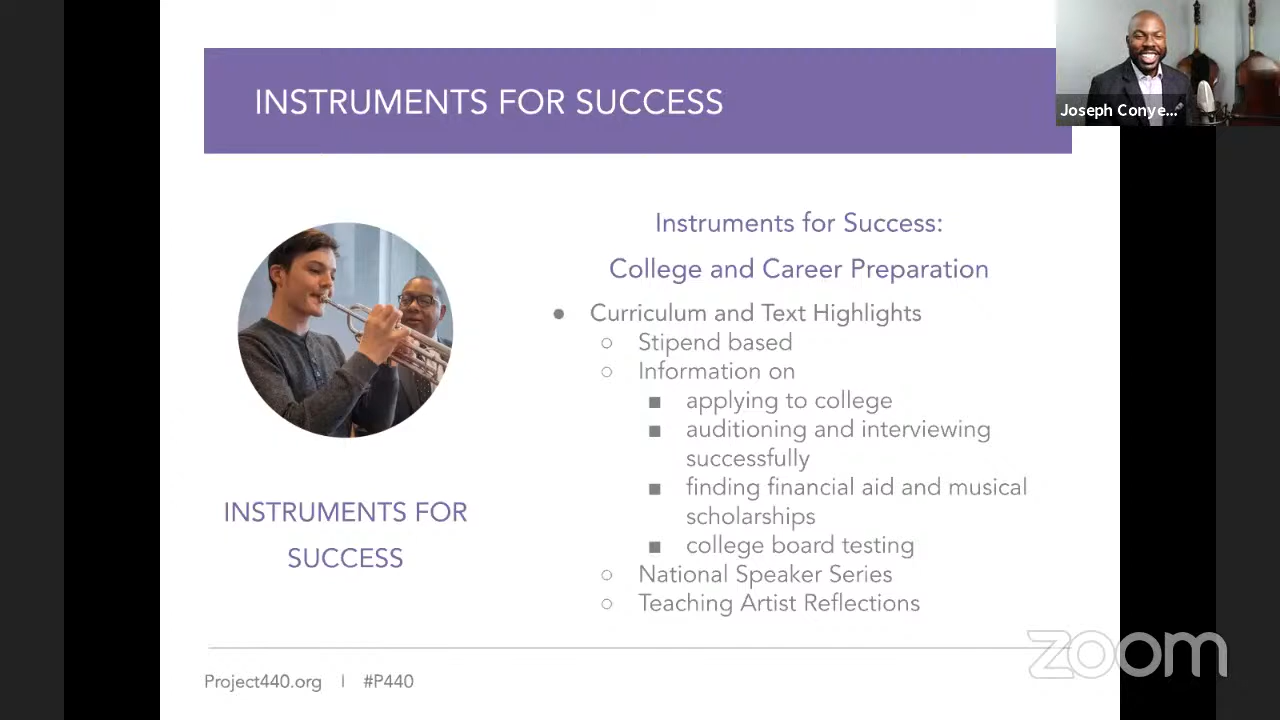 INSTRUMENTS FOR SUCCESS
Joseph Conye...
INSTRUMENTS FOR
SUCCESS
Instruments for Success:
College and Career Preparation
● Curriculum and Text Highlights
○ Stipend based
○ Information on
■ applying to college
■ auditioning and interviewing
successfully
■ finding financial aid and musical
scholarships
■ college board testing
○ National Speaker Series
○ Teaching Artist Reflections
Project440.org | #P440
zoom